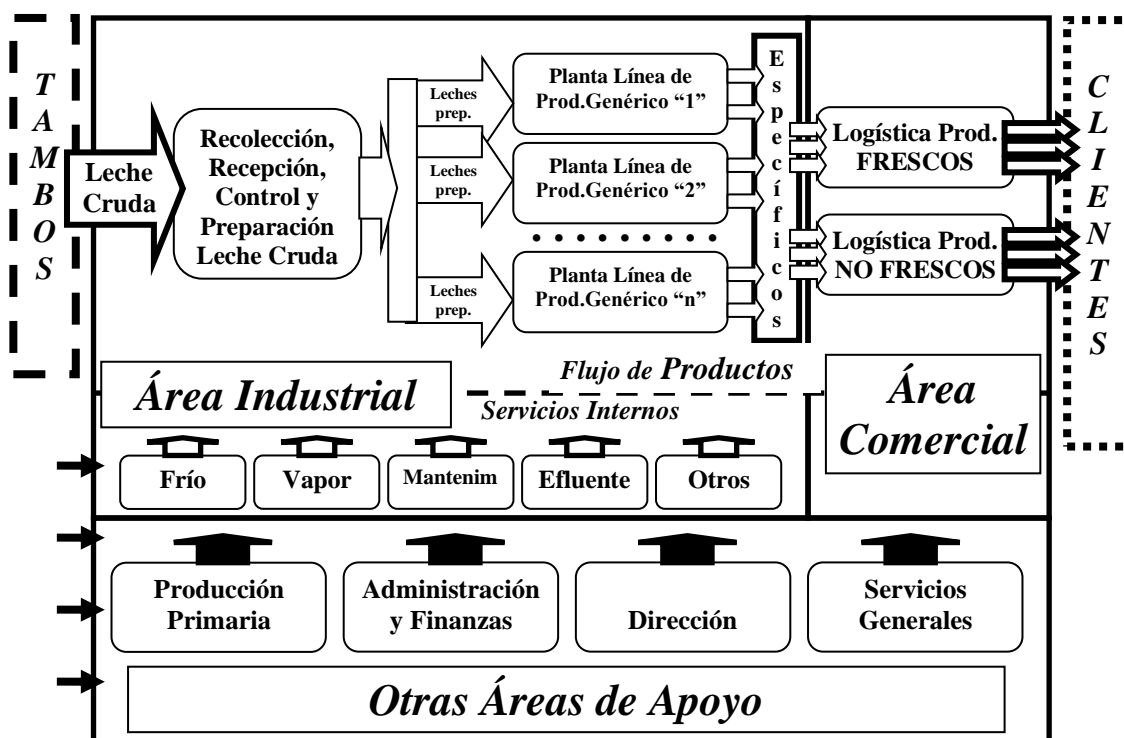 TAMBOS
Leche
Cruda
Recolección,
Recepción,
Control y
Preparación
Leche Cruda
Leches
prep.
Leches
prep.
Leches
prep.
Planta Línea de
Prod.Genérico “1”
Planta Línea de
Prod.Genérico “2”
. . . . . . . . .
Planta Línea de
Prod.Genérico “n”
Específicos
Logística Prod.
FRESCOS
Logística Prod.
NO FRESCOS
CLIENTES
Flujo de Productos
Área Industrial
Servicios Internos
Área
Comercial
Frío
Vapor
Mantenim
Efluente
Otros
Producción
Primaria
Administración
y Finanzas
Dirección
Servicios
Generales
Otras Áreas de Apoyo